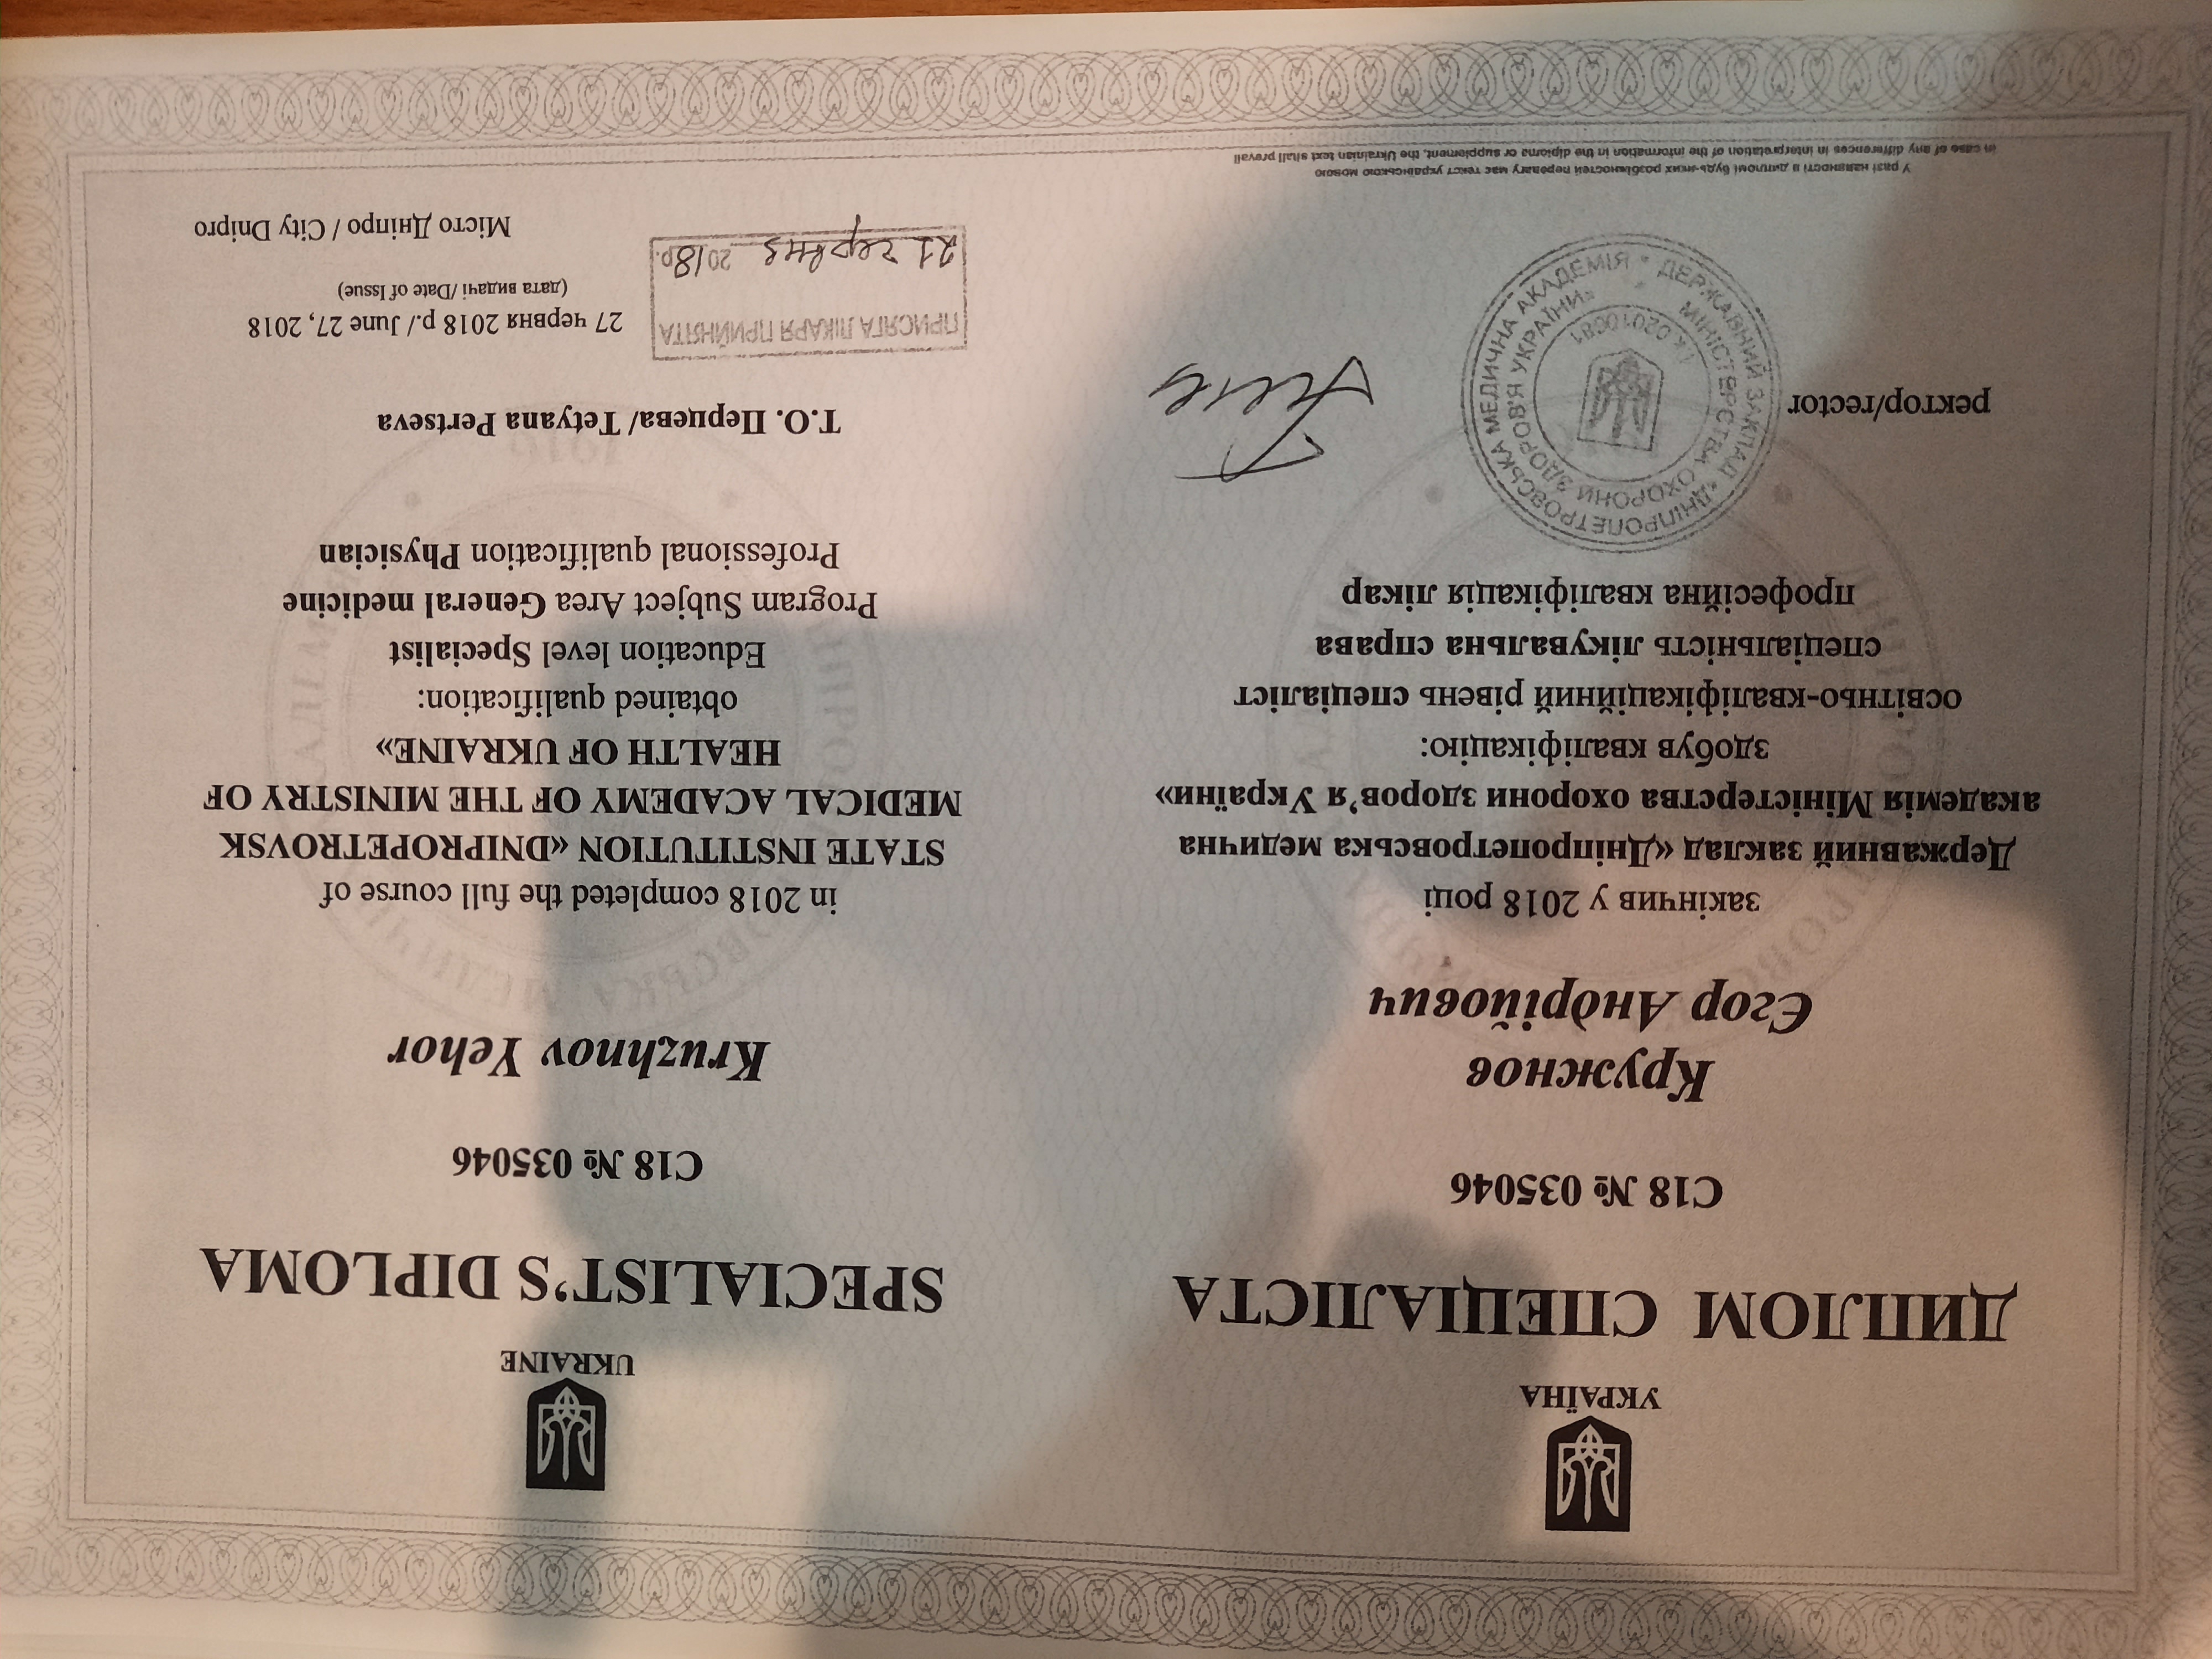 УКРАЇНА
ДИПЛОМ СПЕЦІАЛІСТА
С18 № 035046
Кружнов
Єгор Андрійович
закінчив у 2018 році
Державний заклад «Дніпропетровська медична
академія Міністерства охорони здоров’я України»
здобув кваліфікацію:
освітньо-кваліфікаційний рівень спеціаліст
спеціальність лікувальна справа
професійна кваліфікація лікар
ректор/rector
ДЕРЖАВНИЙ ЗАКЛАД «ДНІПРОПЕТРОВСЬКА МЕДИЧНА АКАДЕМІЯ
МІНІСТЕРСТВА ОХОРОНИ ЗДОРОВ'Я УКРАЇНИ»
У разі наявності в дипломі будь-яких розбіжностей перевагу має текст українською мовою
In case of any differences in interpretation of the information in the diploma or supplement, the Ukrainian text shall prevail
UKRAINE
SPECIALIST’S DIPLOMA
C18 № 035046
Kruzhnov Yehor
in 2018 completed the full course of
STATE INSTITUTION «DNIPROPETROVSK
MEDICAL ACADEMY OF THE MINISTRY OF
HEALTH OF UKRAINE»
obtained qualification:
Education level Specialist
Program Subject Area General medicine
Professional qualification Physician
Т.О. Перцева/ Tetyana Pertseva
ПРИСЯГА ЛІКАРЯ ПРИЙНЯТА
21 червня 2018р.
27 червня 2018 р./ June 27, 2018
(дата видачі /Date of Issue)
Місто Дніпро / City Dnipro